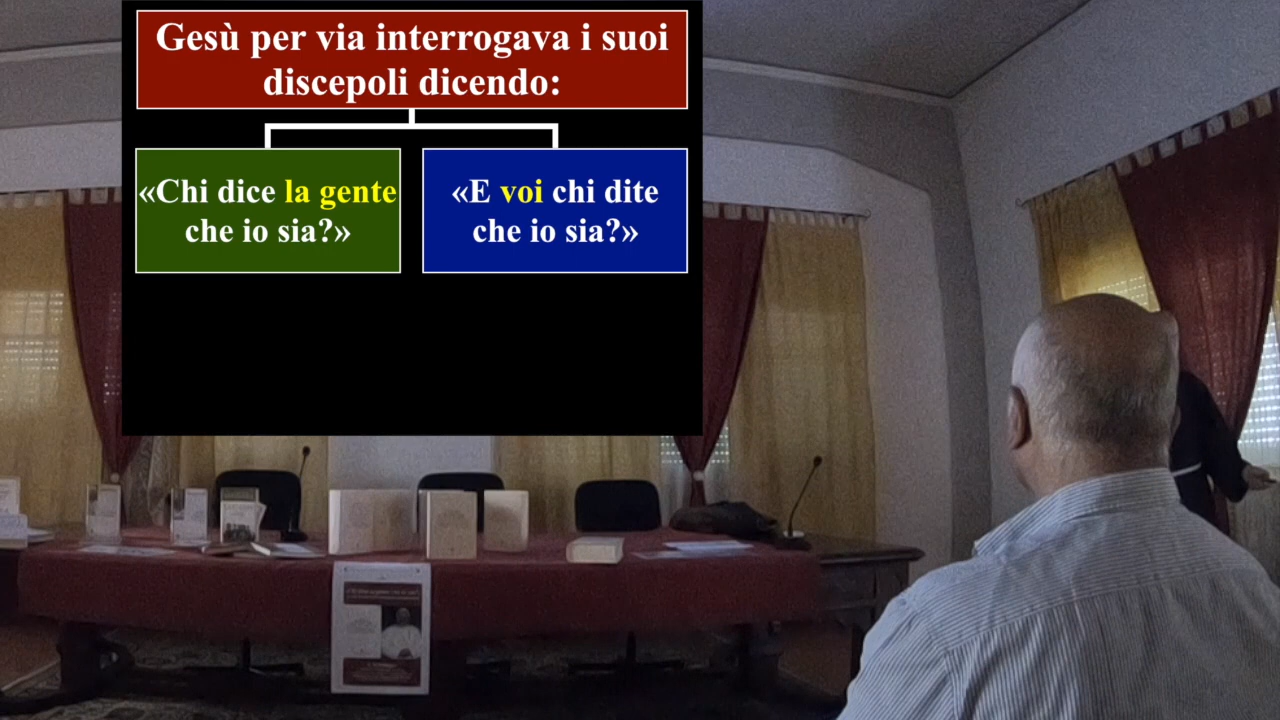 Gesù per via interrogava i suoi
discepoli dicendo:
«Chi dice la gente
che io sia?»
«E voi chi dite
che io sia?»